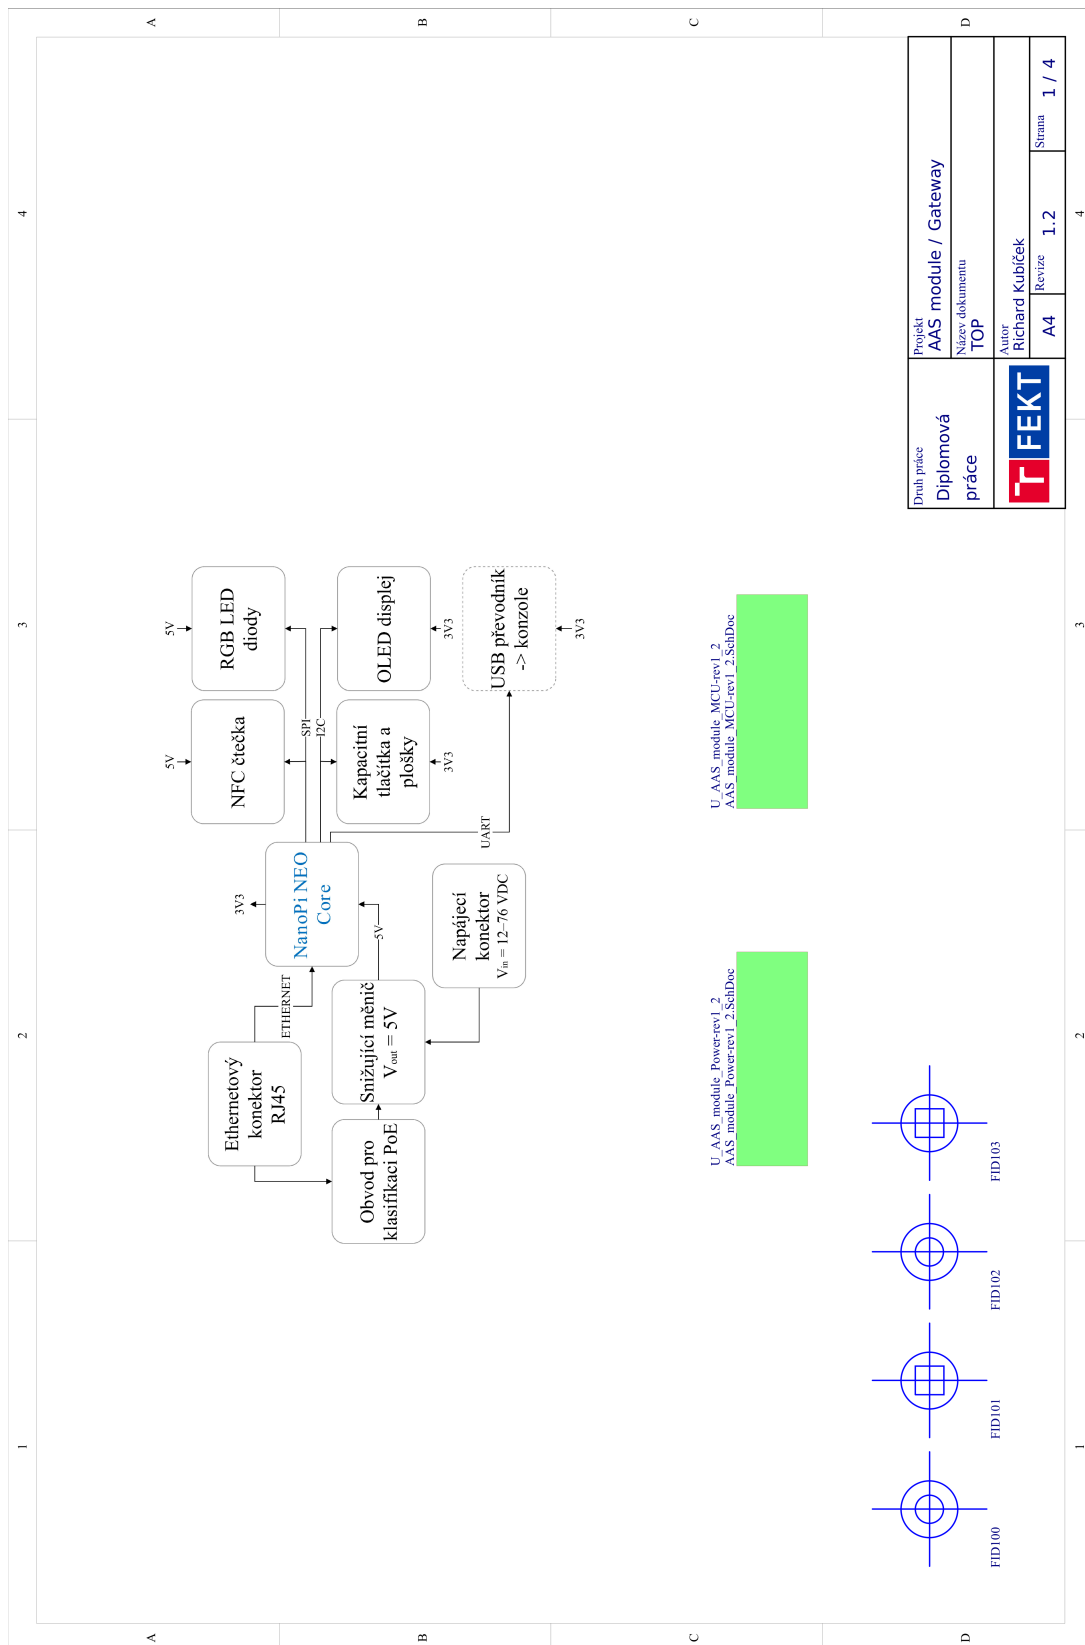 1
2
3
4
A
A
B
B
C
C
D
D
Ethernetový
konektor
RJ45
ETHERNET
Obvod pro
klasifikaci PoE
Snižující měnič
Vout = 5V
5V
Napájecí
konektor
Vin = 12–76 VDC
3V3
NanoPi NEO
Core
SPI
I2C
UART
5V
NFC čtečka
5V
RGB LED
diody
Kapacitní
tlačítka a
plošky
3V3
OLED displej
3V3
USB převodník
-> konzole
3V3
U_AAS_module_Power-rev1_2
AAS_module_Power-rev1_2.SchDoc
U_AAS_module_MCU-rev1_2
AAS_module_MCU-rev1_2.SchDoc
FID100
FID101
FID102
FID103
Druh práce
Diplomová
práce
Projekt
AAS module / Gateway
Název dokumentu
TOP
Autor
Richard Kubíček
A4
Revize 1.2
Strana 1 / 4
T FEKT
1
2
3
4